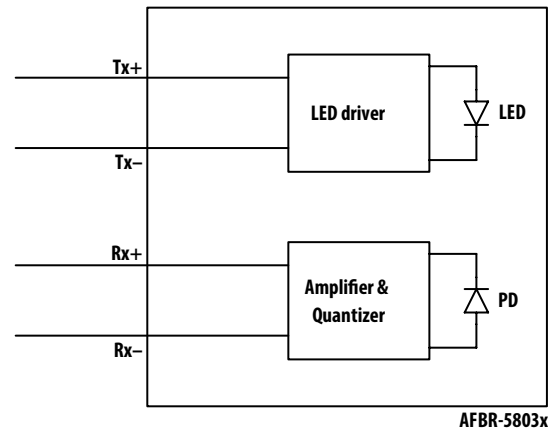 Tx+
LED driver
LED
Tx–
Rx+
Amplifier &
Quantizer
PD
Rx–
AFBR-5803x